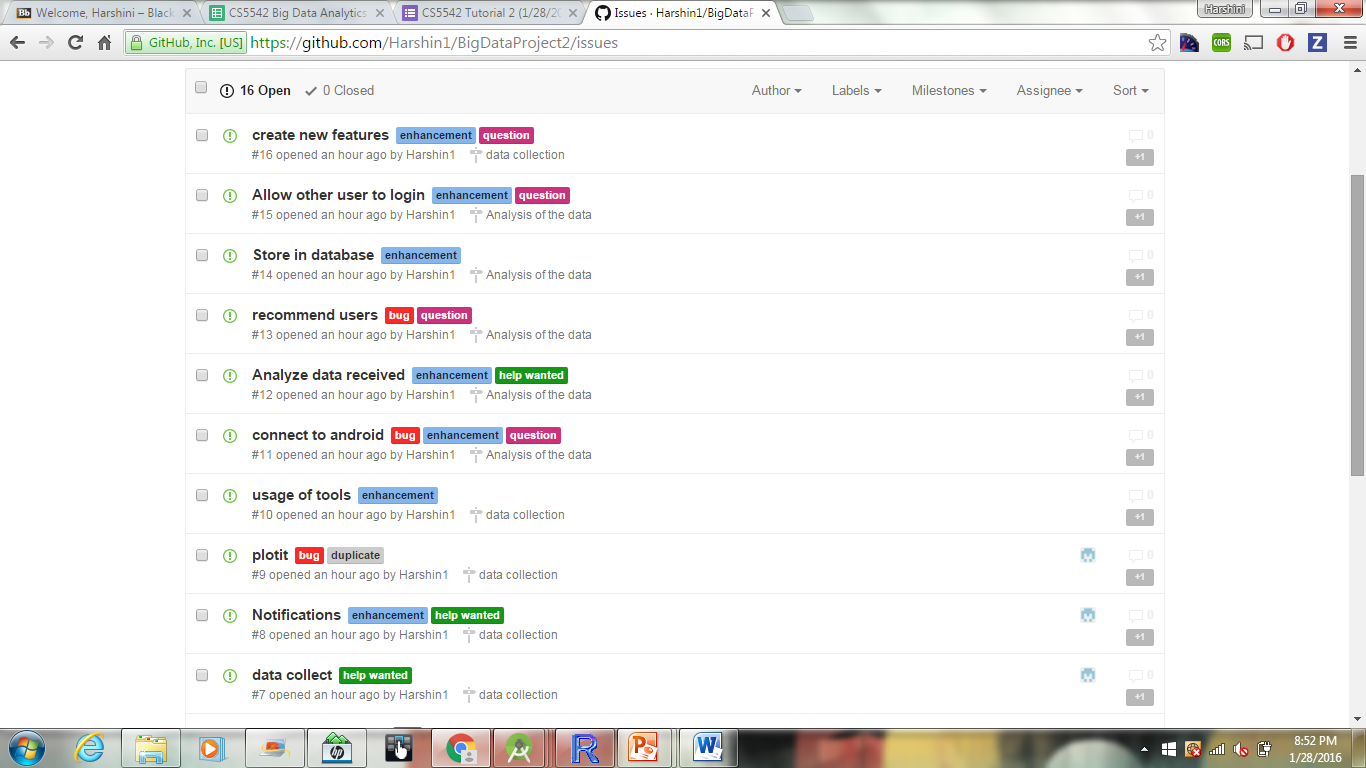 Welcome, Harshini – Black
CS5542 Big Data Analytics
CS5542 Tutorial 2 (1/28/20
Issues · Harshin1/BigDataP
Harshini
GitHub, Inc. [US] https://github.com/Harshin1/BigDataProject2/issues
CORS
16 Open 0 Closed Author Labels Milestones Assignee Sort
create new features enhancement question 0
#16 opened an hour ago by Harshin1 data collection +1
Allow other user to login enhancement question 0
#15 opened an hour ago by Harshin1 Analysis of the data +1
Store in database enhancement 0
#14 opened an hour ago by Harshin1 Analysis of the data +1
recommend users bug question 0
#13 opened an hour ago by Harshin1 Analysis of the data +1
Analyze data received enhancement help wanted 0
#12 opened an hour ago by Harshin1 Analysis of the data +1
connect to android bug enhancement question 0
#11 opened an hour ago by Harshin1 Analysis of the data +1
usage of tools enhancement 0
#10 opened an hour ago by Harshin1 data collection +1
plotit bug duplicate 0
#9 opened an hour ago by Harshin1 data collection +1
Notifications enhancement help wanted 0
#8 opened an hour ago by Harshin1 data collection +1
data collect help wanted 0
#7 opened an hour ago by Harshin1 data collection +1
8:52 PM
1/28/2016